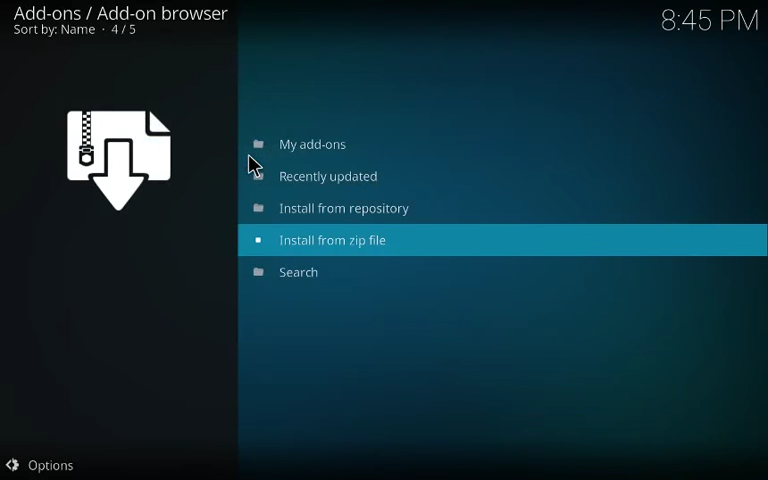 Add-ons / Add-on browser
Sort by: Name · 4 / 5
8:45 PM
My add-ons
Recently updated
Install from repository
Install from zip file
Search
Options